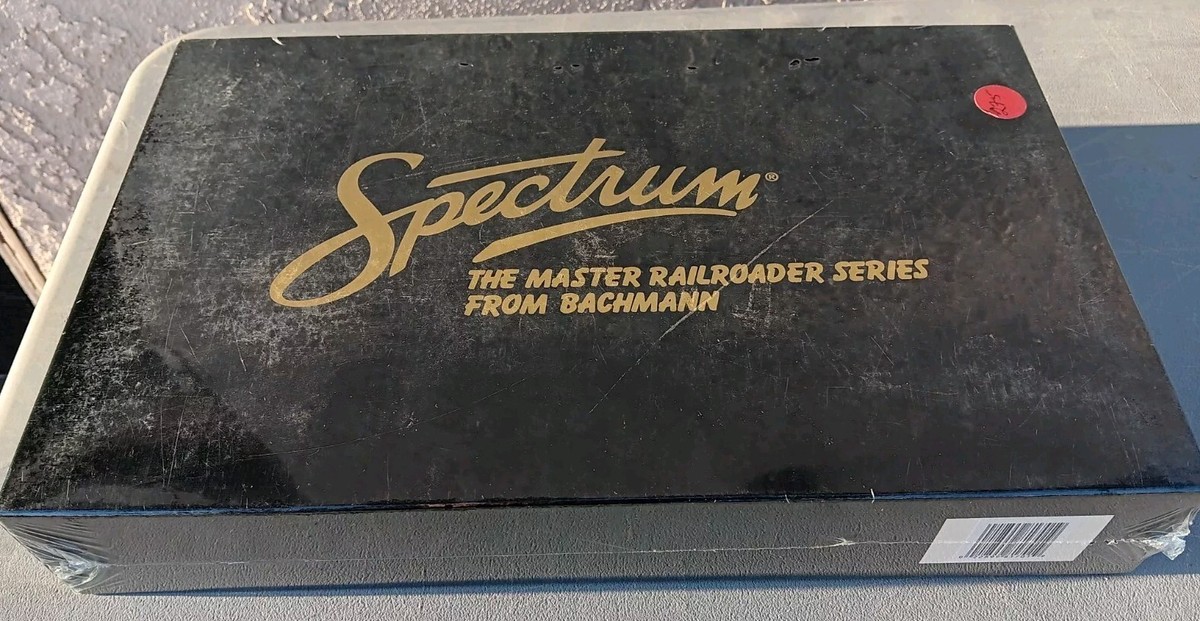 Spectrum®
THE MASTER RAILROADER SERIES
FROM BACHMANN